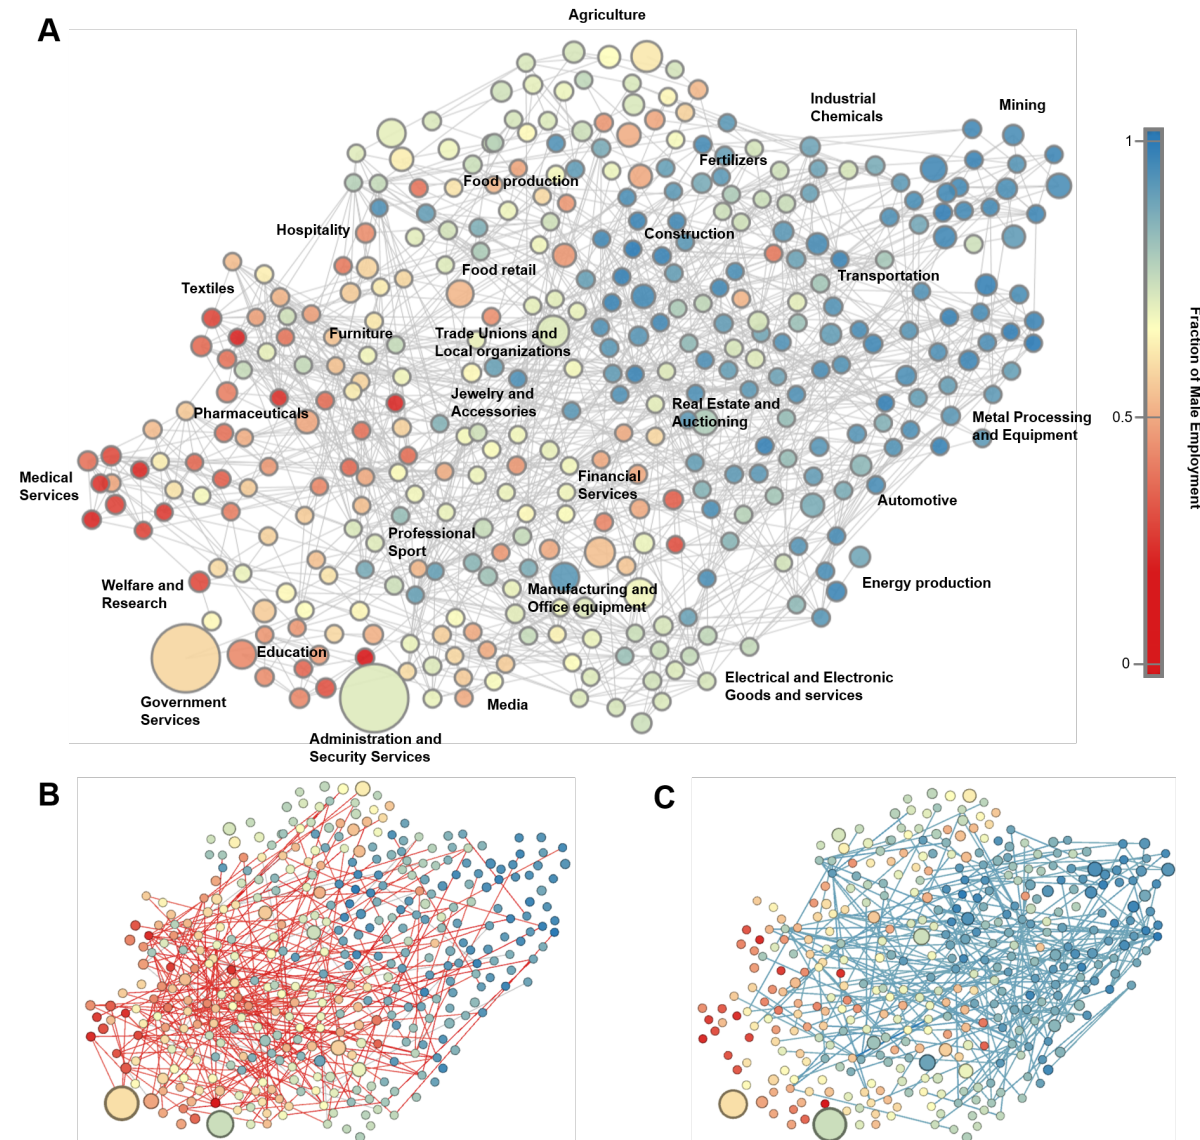 A
Agriculture
Industrial
Chemicals
Mining
1
Fertilizers
Food production
Hospitality
Construction
Food retail
Transportation
Textiles
Furniture
Trade Unions and
Local organizations
Fraction of Male Employment
Jewelry and
Accessories
Real Estate and
Auctioning
Pharmaceuticals
0.5
Metal Processing
and Equipment
Medical
Services
Financial
Services
Automotive
Professional
Sport
Welfare and
Research
Manufacturing and
Office equipment
Energy production
Education
0
Electrical and Electronic
Goods and services
Government
Services
Media
Administration and
Security Services
B
C